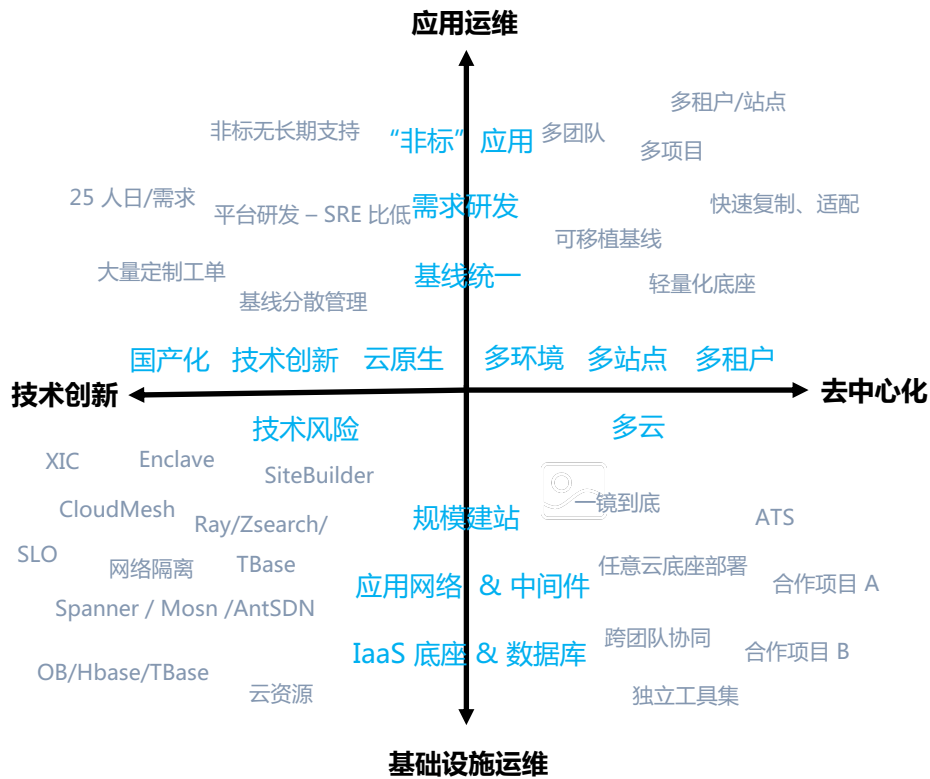 应用运维
多租户/站点
非标无长期支持 “非标”应用 多团队
多项目
25 人日/需求
平台研发 – SRE 比低 需求研发 快速复制、适配
可移植基线
大量定制工单 基线统一 轻量化底座
基线分散管理
国产化 技术创新 云原生 多环境 多站点 多租户
技术创新 去中心化
技术风险 多云
XIC Enclave
SiteBuilder
一镜到底
CloudMesh
Ray/Zsearch/ 规模建站 ATS
SLO
网络隔离 TBase 任意云底座部署
应用网络 & 中间件 合作项目 A
Spanner / Mosn /AntSDN
跨团队协同
IaaS 底座 & 数据库 合作项目 B
OB/Hbase/TBase
云资源 独立工具集
基础设施运维